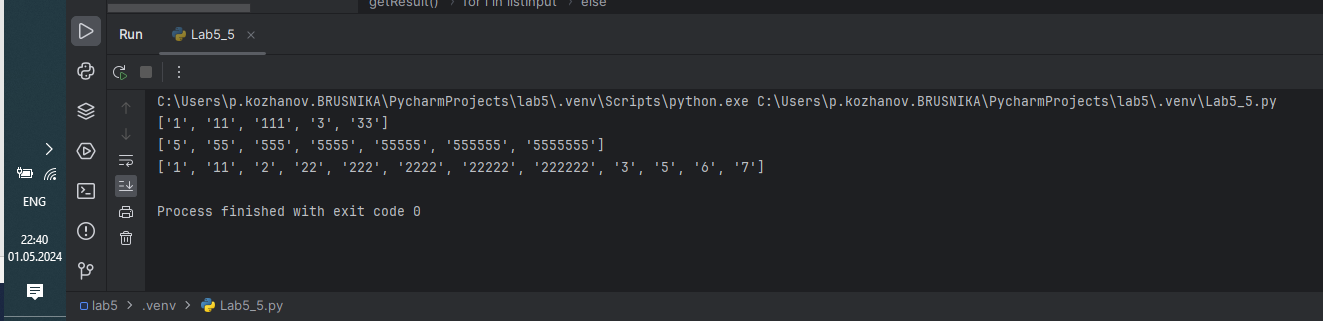 getResult() > for i in listInput > else
Run
Lab5_5 ×
C:\Users\p.kozhanov.BRUSNIKA\PycharmProjects\lab5\.venv\Scripts\python.exe C:\Users\p.kozhanov.BRUSNIKA\PycharmProjects\lab5\.venv\Lab5_5.py
['1', '11', '111', '3', '33']
['5', '55', '555', '5555', '55555', '555555', '5555555']
['1', '11', '2', '22', '222', '2222', '22222', '222222', '3', '5', '6', '7']
Process finished with exit code 0
ENG
22:40
01.05.2024
lab5 > .venv > Lab5_5.py